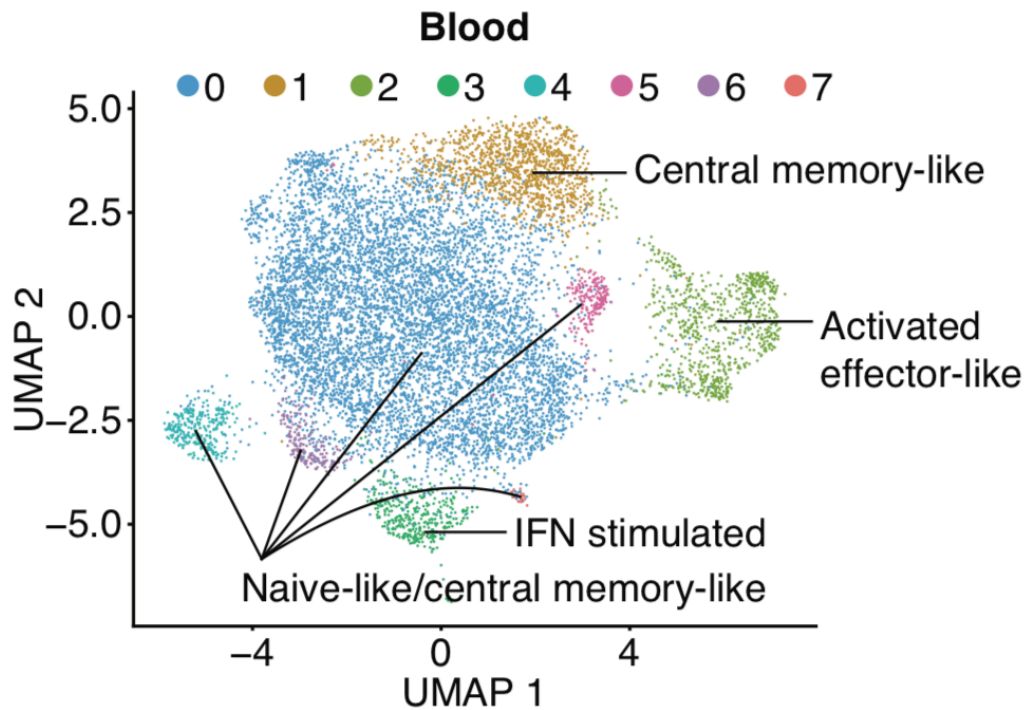 Blood
0 1 2 3 4 5 6 7
5.0
Central memory-like
2.5
0.0
Activated
effector-like
UMAP 2
−2.5
−5.0
IFN stimulated
Naive-like/central memory-like
−4 0 4
UMAP 1